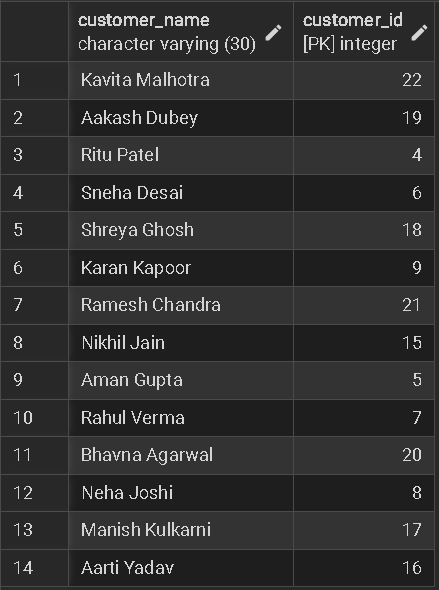 customer_name customer_id
character varying (30) [PK] integer
1 Kavita Malhotra 22
2 Aakash Dubey 19
3 Ritu Patel 4
4 Sneha Desai 6
5 Shreya Ghosh 18
6 Karan Kapoor 9
7 Ramesh Chandra 21
8 Nikhil Jain 15
9 Aman Gupta 5
10 Rahul Verma 7
11 Bhavna Agarwal 20
12 Neha Joshi 8
13 Manish Kulkarni 17
14 Aarti Yadav 16